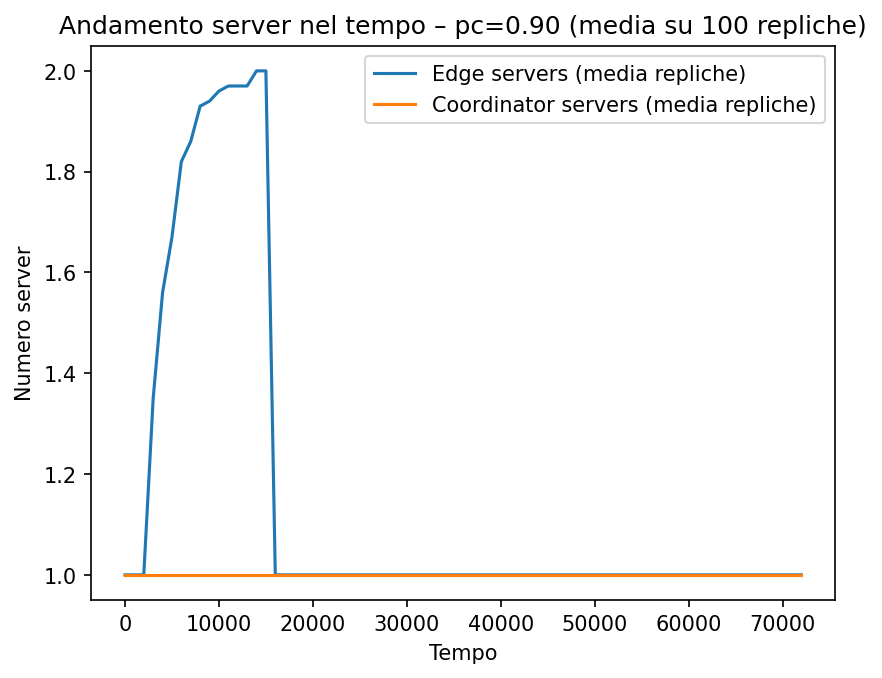 Andamento server nel tempo – pc=0.90 (media su 100 repliche)
Edge servers (media repliche)
Coordinator servers (media repliche)
Numero server
2.0
1.8
1.6
1.4
1.2
1.0
0 10000 20000 30000 40000 50000 60000 70000
Tempo